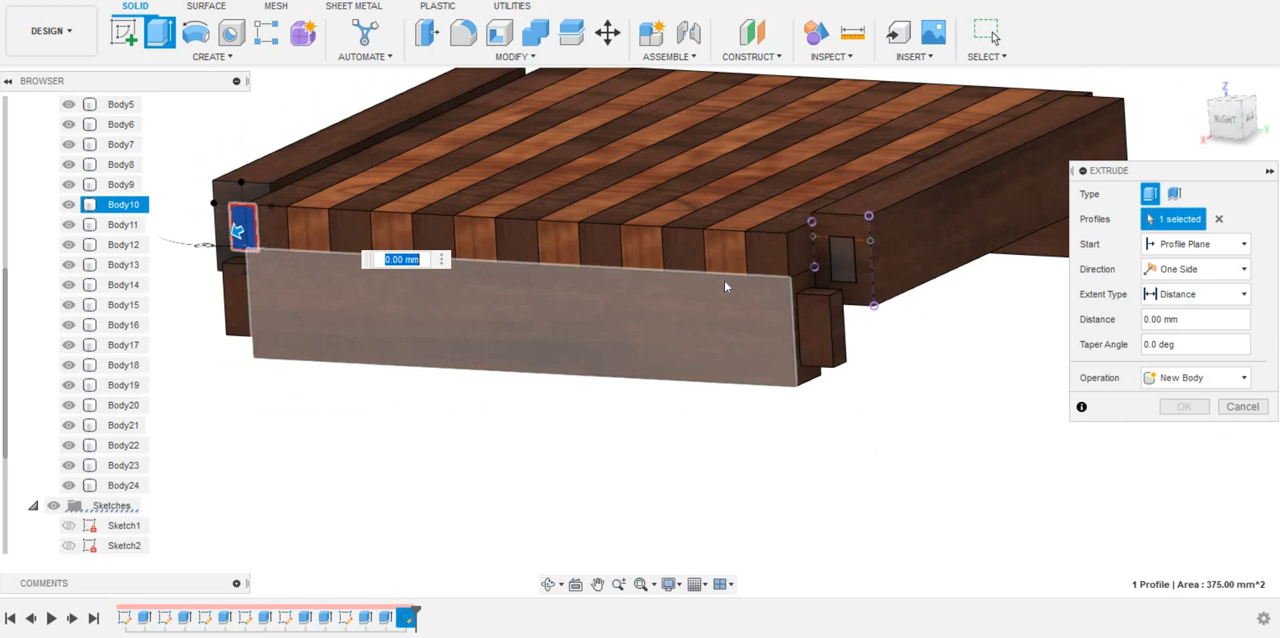 SOLID SURFACE MESH SHEET METAL PLASTIC UTILITIES
DESIGN
CREATE AUTOMATE MODIFY ASSEMBLE CONSTRUCT INSPECT INSERT SELECT
BROWSER
Body5
Body6
Body7
Body8
Body9
Body10
Body11
Body12
Body13
Body14
Body15
Body16
Body17
Body18
Body19
Body20
Body21
Body22
Body23
Body24
Sketches
Sketch1
Sketch2
COMMENTS
0.00 mm
Z
RIGHT
X
Y
EXTRUDE
Type
Profiles 1 selected
Start Profile Plane
Direction One Side
Extent Type Distance
Distance 0.00 mm
Taper Angle 0.0 deg
Operation New Body
OK Cancel
1 Profile | Area : 375.00 mm^2